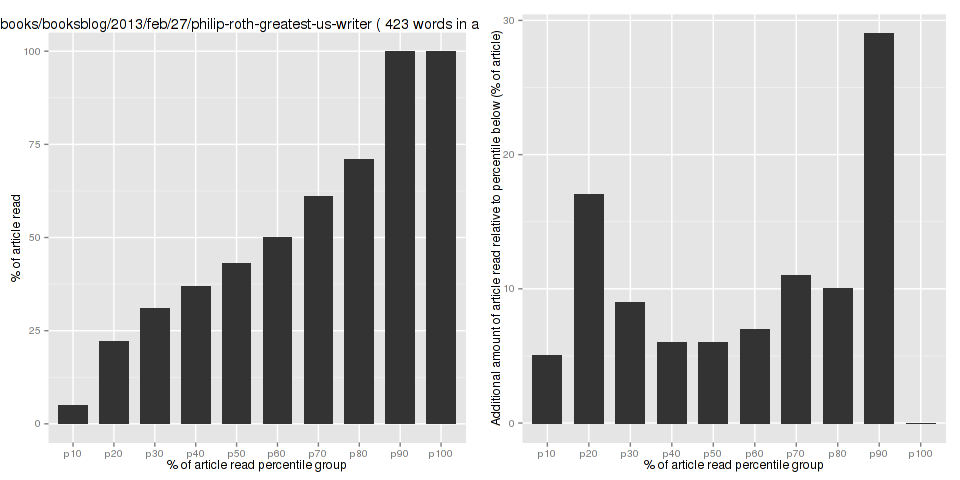 books/booksblog/2013/feb/27/philip-roth-greatest-us-writer ( 423 words in a
% of article read
100
75
50
25
0
p10 p20 p30 p40 p50 p60 p70 p80 p90 p100
% of article read percentile group
Additional amount of article read relative to percentile below (% of article)
30
20
10
0
p10 p20 p30 p40 p50 p60 p70 p80 p90 p100
% of article read percentile group